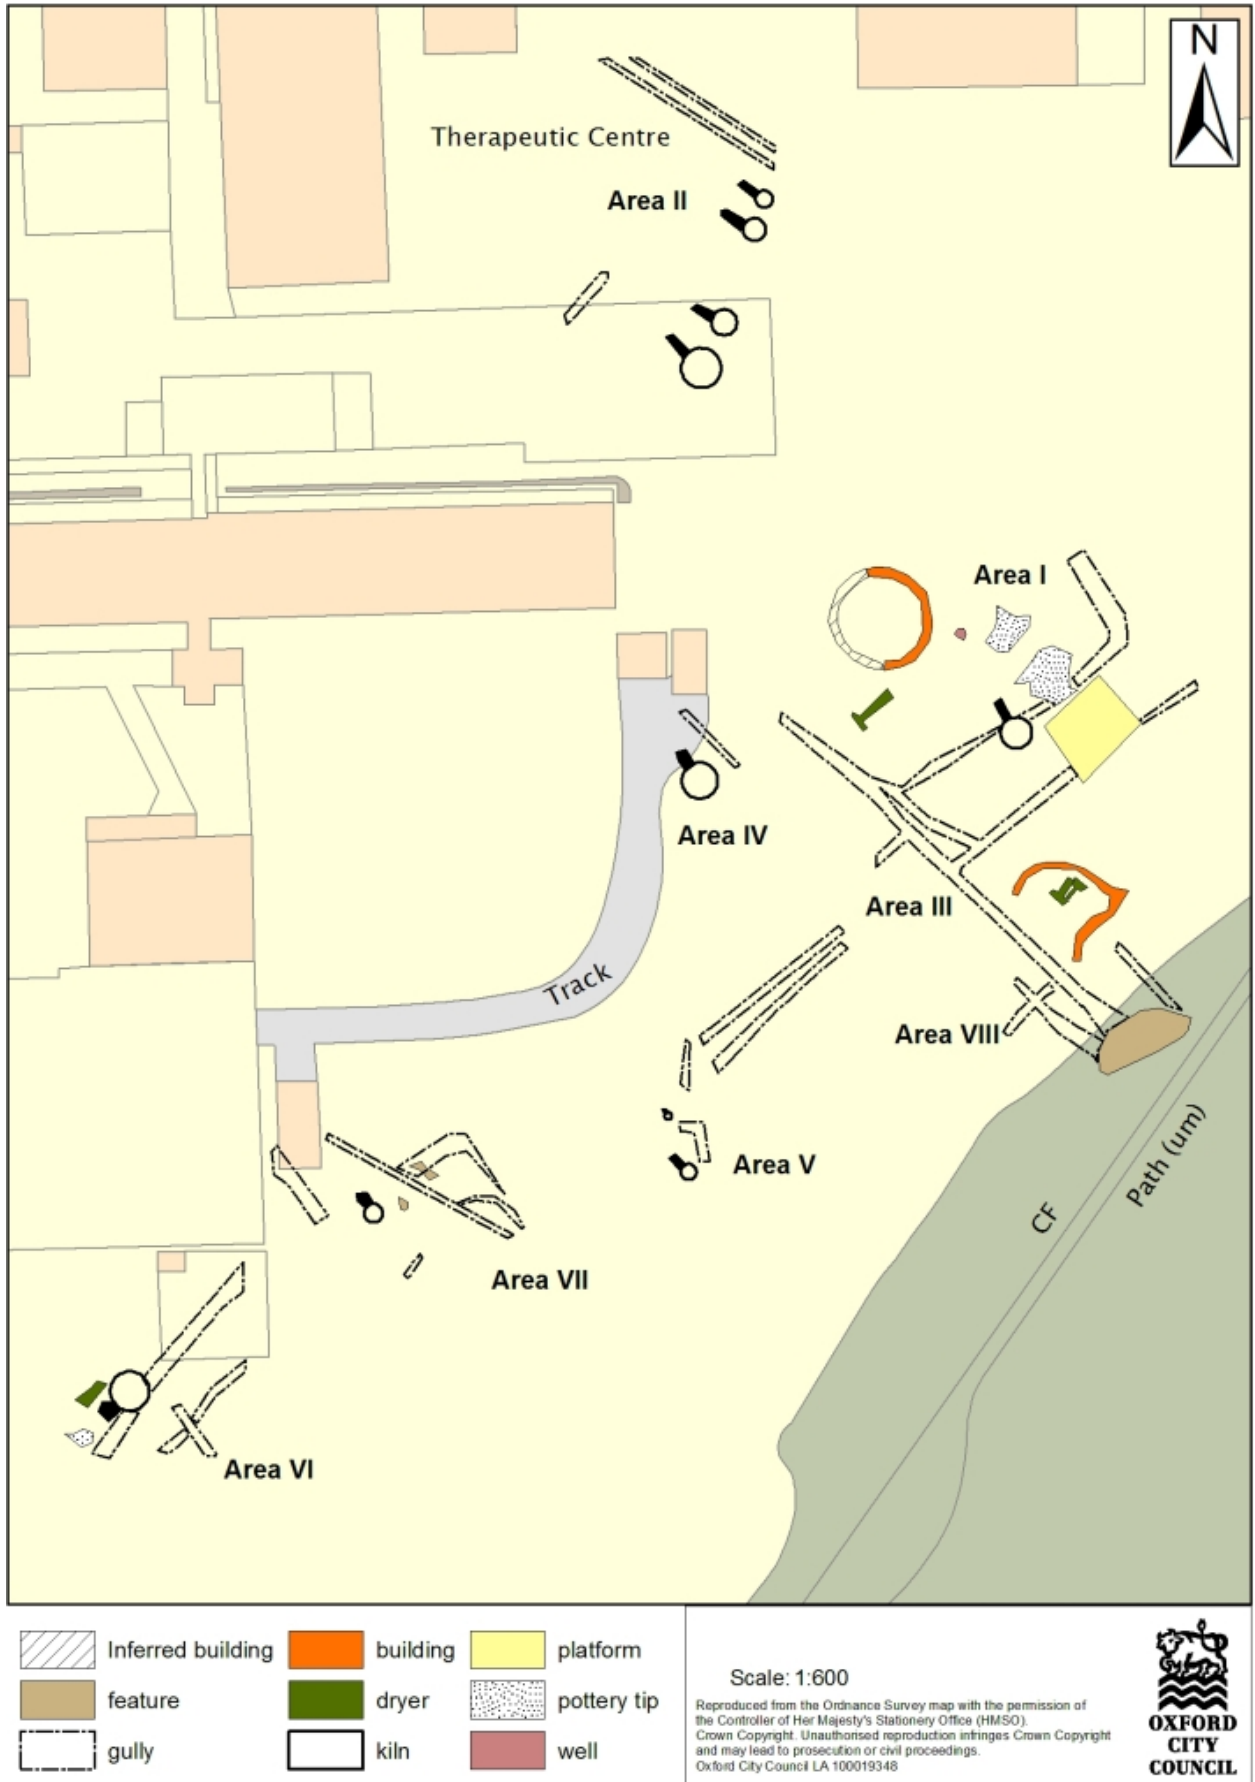 N
Therapeutic Centre
Area II
Area I
Area IV
Area III
Track
Area VIII
Area V
Path (um)
CF
Area VII
Area VI
Inferred building
building
platform
feature
dryer
pottery tip
gully
kiln
well
Scale: 1:600
Reproduced from the Ordnance Survey map with the permission of
the Controller of Her Majesty's Stationery Office (HMSO).
Crown Copyright. Unauthorised reproduction infringes Crown Copyright
and may lead to prosecution or civil proceedings.
Oxford City Council LA 100019348
OXFORD
CITY
COUNCIL